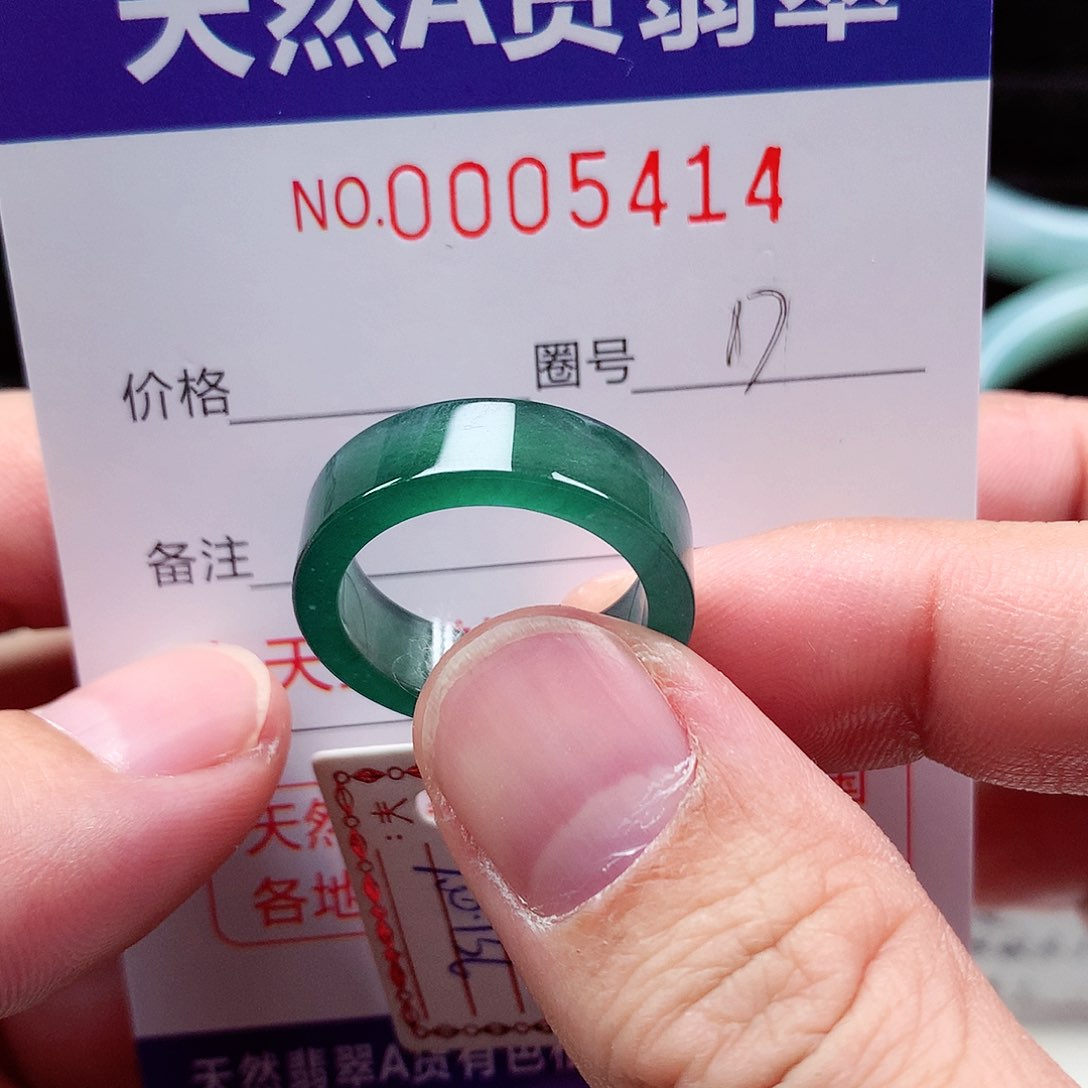 天然A货翡翠
NO.0005414
价格 圈号 17
备注
天
天然 国
各地
天然翡翠A货有色